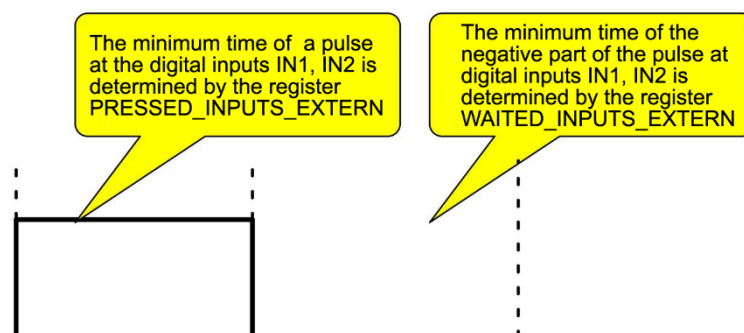 The minimum time of a pulse
at the digital inputs IN1, IN2 is
determined by the register
PRESSED_INPUTS_EXTERN
The minimum time of the
negative part of the pulse at
digital inputs IN1, IN2 is
determined by the register
WAITED_INPUTS_EXTERN